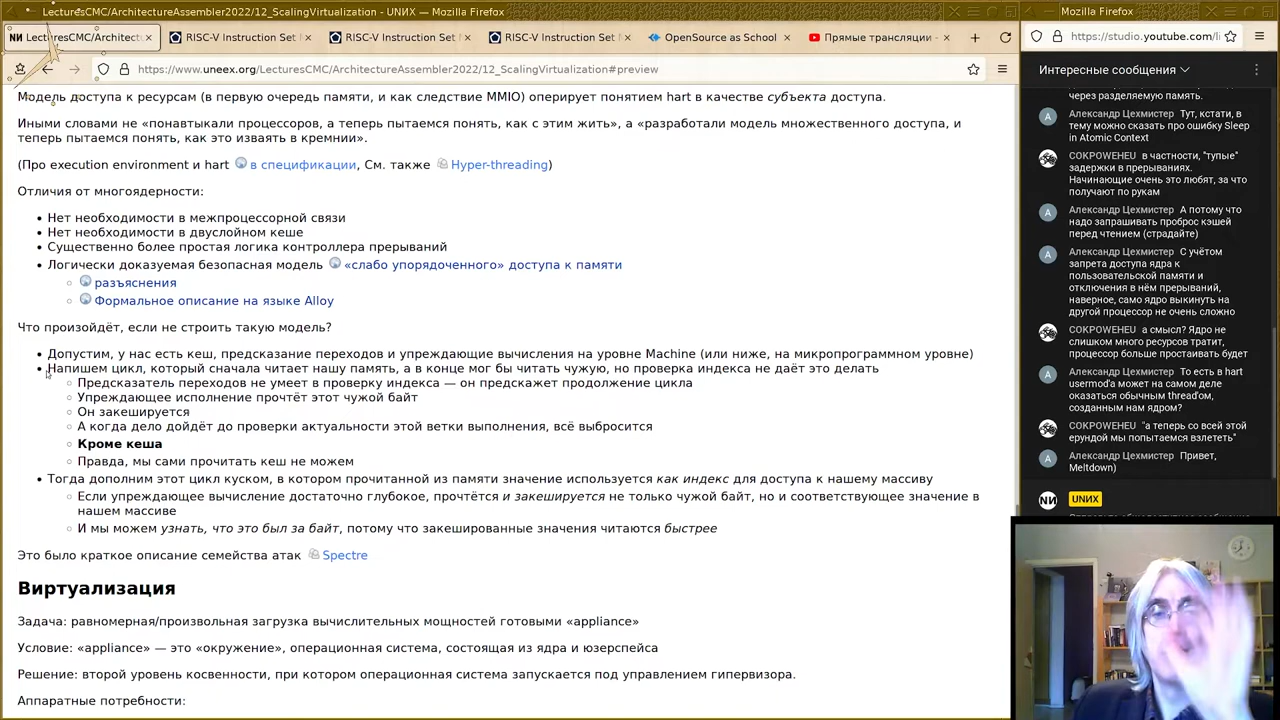 LecturesCMC/ArchitectureAssembler2022/12_ScalingVirtualization - UNИX — Mozilla Firefox
Mozilla Firefox
LecturesCMC/Architectu
RISC-V Instruction Set M
RISC-V Instruction Set M
RISC-V Instruction Set M
OpenSource as School
Прямые трансляции -
https://studio.youtube.com/li
https://www.uneex.org/LecturesCMC/ArchitectureAssembler2022/12_ScalingVirtualization#preview
Модель доступа к ресурсам (в первую очередь памяти, и как следствие MMIO) оперирует понятием hart в качестве субъекта доступа.
Иными словами не «понавтыкали процессоров, а теперь пытаемся понять, как с этим жить», а «разработали модель множественного доступа, и
теперь пытаемся понять, как это изваять в кремнии».
(Про execution environment и hart в спецификации, См. также Hyper-threading)
Отличия от многоядерности:
• Нет необходимости в межпроцессорной связи
• Нет необходимости в двуслойном кеше
• Существенно более простая логика контроллера прерываний
• Логически доказуемая безопасная модель «слабо упорядоченного» доступа к памяти
◦ разъяснения
◦ Формальное описание на языке Alloy
Что произойдёт, если не строить такую модель?
• Допустим, у нас есть кеш, предсказание переходов и упреждающие вычисления на уровне Machine (или ниже, на микропрограммном уровне)
• Напишем цикл, который сначала читает нашу память, а в конце мог бы читать чужую, но проверка индекса не даёт это делать
◦ Предсказатель переходов не умеет в проверку индекса — он предскажет продолжение цикла
◦ Упреждающее исполнение прочтёт этот чужой байт
◦ Он закешируется
◦ А когда дело дойдёт до проверки актуальности этой ветки выполнения, всё выбросится
◦ Кроме кеша
◦ Правда, мы сами прочитать кеш не можем
• Тогда дополним этот цикл куском, в котором прочитанной из памяти значение используется как индекс для доступа к нашему массиву
◦ Если упреждающее вычисление достаточно глубокое, прочтётся и закешируется не только чужой байт, но и соответствующее значение в
нашем массиве
◦ И мы можем узнать, что это был за байт, потому что закешированные значения читаются быстрее
Это было краткое описание семейства атак Spectre
Виртуализация
Задача: равномерная/произвольная загрузка вычислительных мощностей готовыми «appliance»
Условие: «appliance» — это «окружение», операционная система, состоящая из ядра и юзерспейса
Решение: второй уровень косвенности, при котором операционная система запускается под управлением гипервизора.
Аппаратные потребности:
Интересные сообщения
через разделяемую память.
Александр Цехмистер Тут, кстати, в
тему можно сказать про ошибку Sleep
in Atomic Context
COKPOWEHEU в частности, "тупые"
задержки в прерываниях.
Начинающие очень это любят, за что
получают по рукам
Александр Цехмистер А потому что
надо запрашивать проброс кэшей
перед чтением (страдайте)
Александр Цехмистер С учётом
запрета доступа ядра к
пользовательской памяти и
отключения в нём прерываний,
наверное, само ядро выкинуть на
другой процессор не очень сложно
COKPOWEHEU а смысл? Ядро не
слишком много ресурсов тратит,
процессор больше простаивать будет
Александр Цехмистер То есть в hart
usermod'а может на самом деле
оказаться обычным thread'ом,
созданным нам ядром?
COKPOWEHEU "а теперь со всей этой
ерундой мы попытаемся взлететь"
Александр Цехмистер Привет,
Meltdown)
UNИX